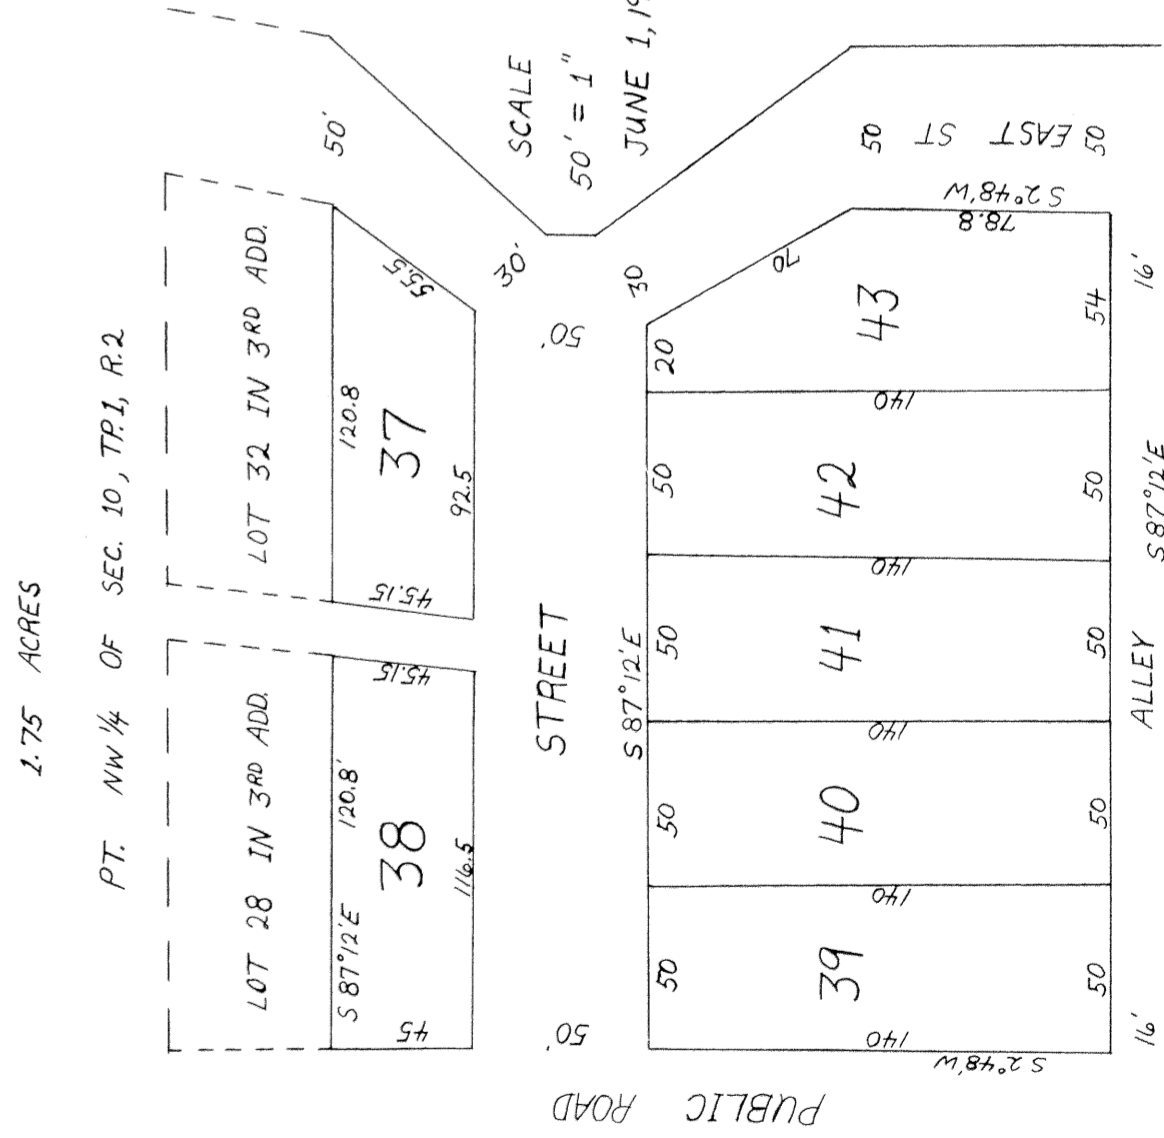 1.75 ACRES
PT. NW ¼ OF SEC. 10, TP.1, R.2
LOT 28 IN 3RD ADD.
LOT 32 IN 3RD ADD.
S 87°12'E 120.8'
38
45
116.5
45.15
45.15
120.8
37
92.5
55.5
50'
SCALE
50' = 1"
JUNE 1, 19
30'
30
50'
STREET
50'
S 87°12'E
PUBLIC ROAD
50
50
50
50
20
70
39
40
41
42
43
140
140
140
140
140
S 2°48'W
50
50
50
50
54
78.8
S 2°48'W
50 EAST ST 50
16'
ALLEY
S 87°12'E
16'